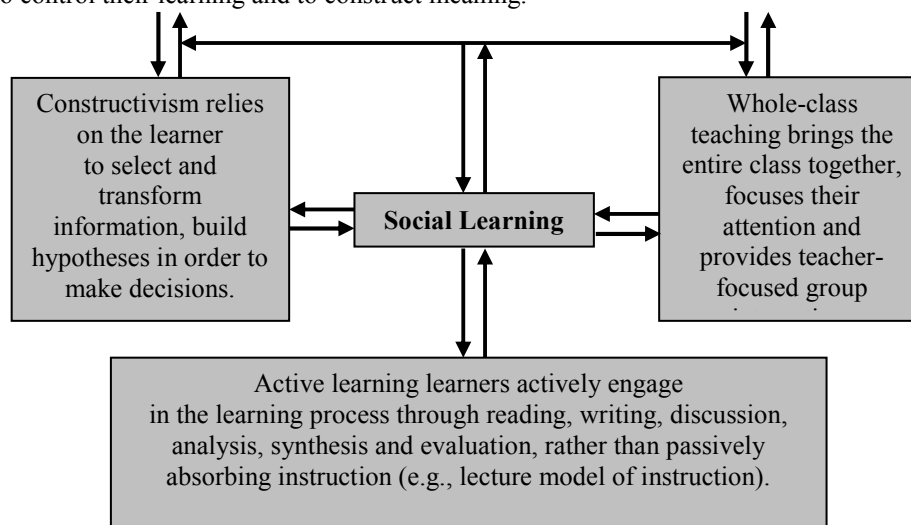 to control their learning and to construct meaning.
Constructivism relies
on the learner
to select and
transform
information, build
hypotheses in order to
make decisions.
Whole-class
teaching brings the
entire class together,
focuses their
attention and
provides teacher-
focused group
Social Learning
Active learning learners actively engage
in the learning process through reading, writing, discussion,
analysis, synthesis and evaluation, rather than passively
absorbing instruction (e.g., lecture model of instruction).